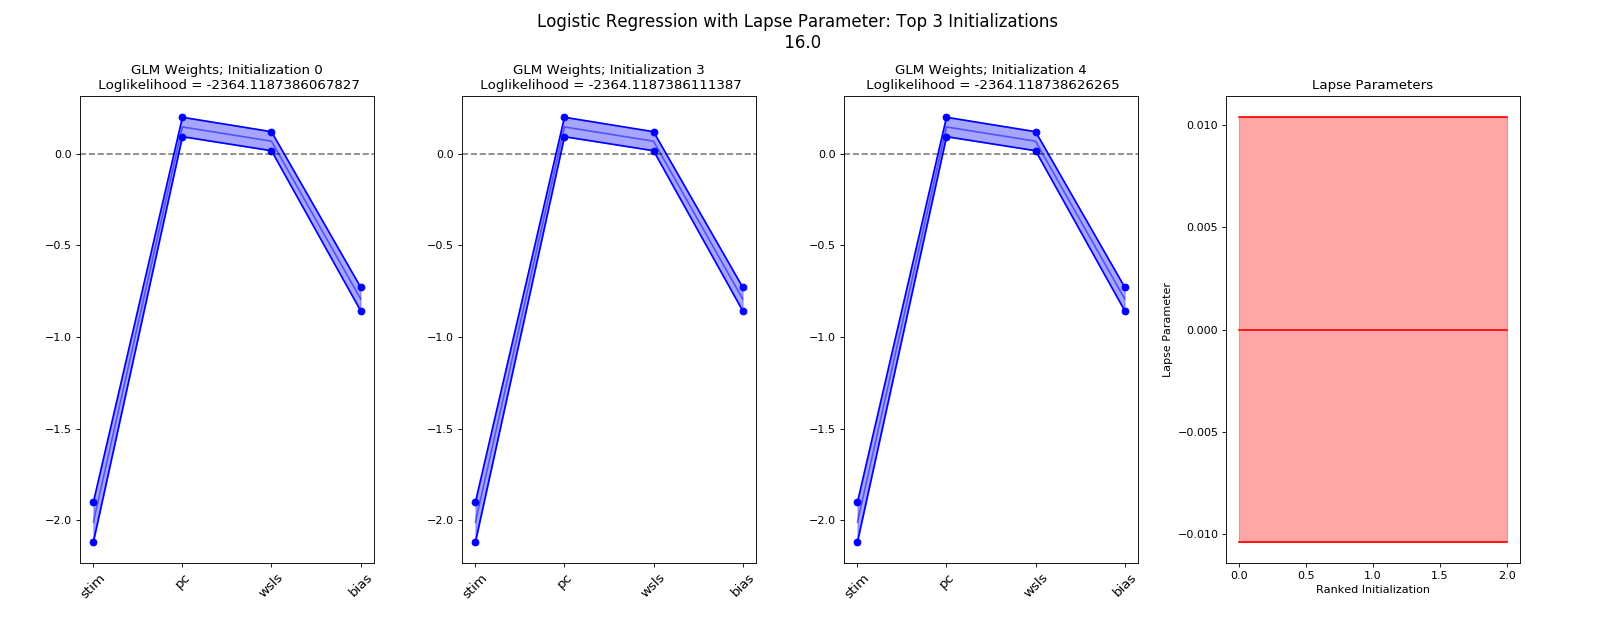 Logistic Regression with Lapse Parameter: Top 3 Initializations
16.0
GLM Weights; Initialization 0
Loglikelihood = -2364.1187386067827
0.0
−0.5
−1.0
−1.5
−2.0
stim
pc
wsls
bias
GLM Weights; Initialization 3
Loglikelihood = -2364.1187386111387
0.0
−0.5
−1.0
−1.5
−2.0
stim
pc
wsls
bias
GLM Weights; Initialization 4
Loglikelihood = -2364.118738626265
0.0
−0.5
−1.0
−1.5
−2.0
stim
pc
wsls
bias
Lapse Parameters
Lapse Parameter
0.010
0.005
0.000
−0.005
−0.010
0.0
0.5
1.0
1.5
2.0
Ranked Initialization